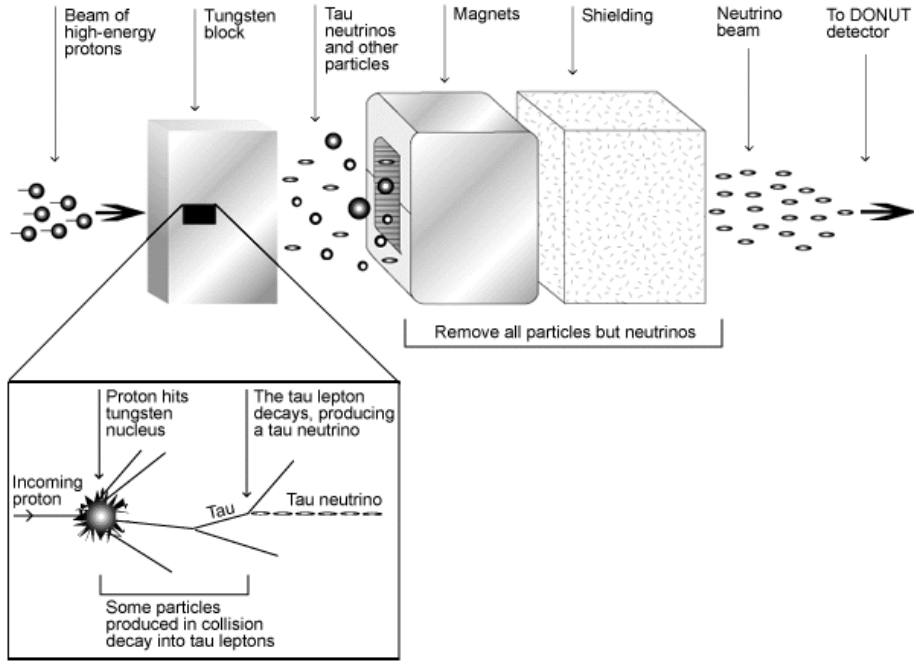 Beam of
high-energy
protons
Tungsten
block
Tau
neutrinos
and other
particles
Magnets
Shielding
Neutrino
beam
To DONUT
detector
Remove all particles but neutrinos
Proton hits
tungsten
nucleus
The tau lepton
decays, producing
a tau neutrino
Incoming
proton
Tau
Tau neutrino
Some particles
produced in collision
decay into tau leptons